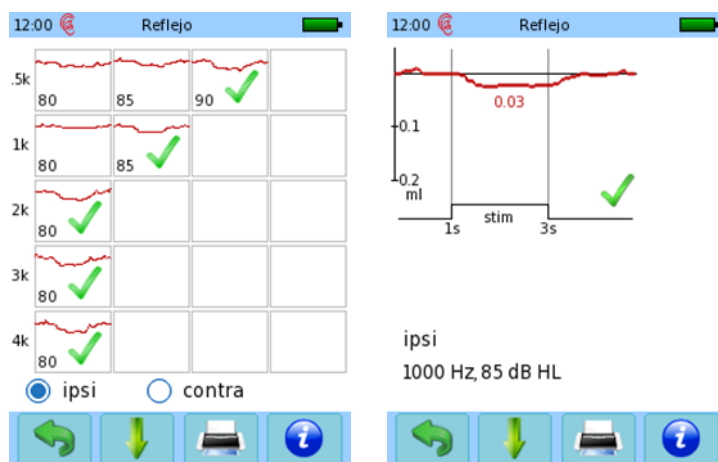 12:00 Reflejo
.5k
80 85 90
1k
80 85
2k
80
3k
80
4k
80
ipsi contra
12:00 Reflejo
0.03
0.1
0.2
ml
stim
1s 3s
ipsi
1000 Hz, 85 dB HL